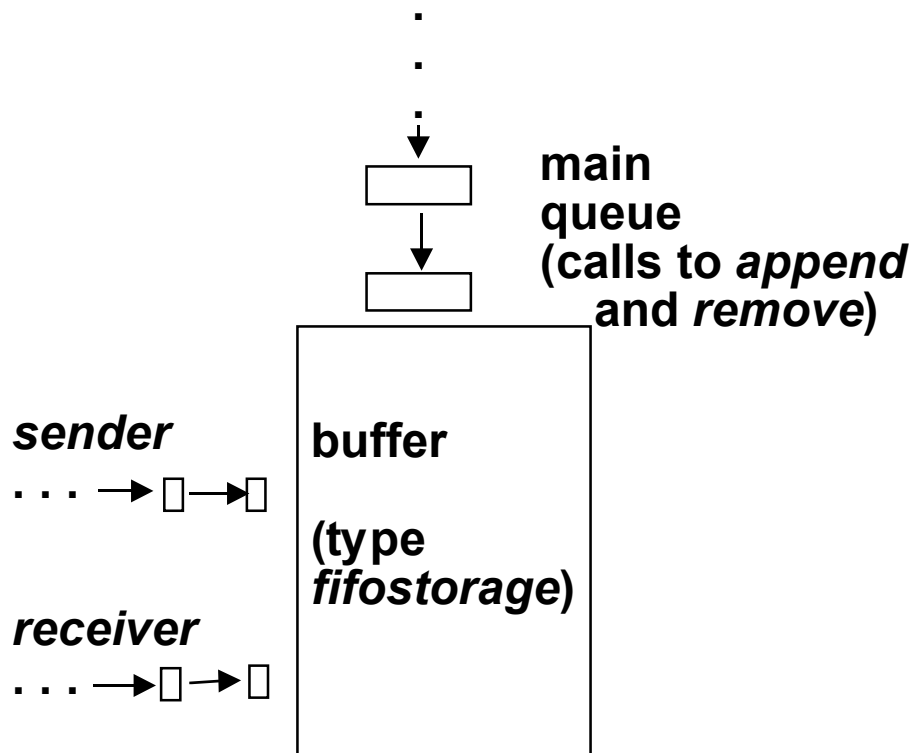 main
queue
(calls to append
and remove)
sender
. . .
buffer
(type
fifostorage)
receiver
. . .